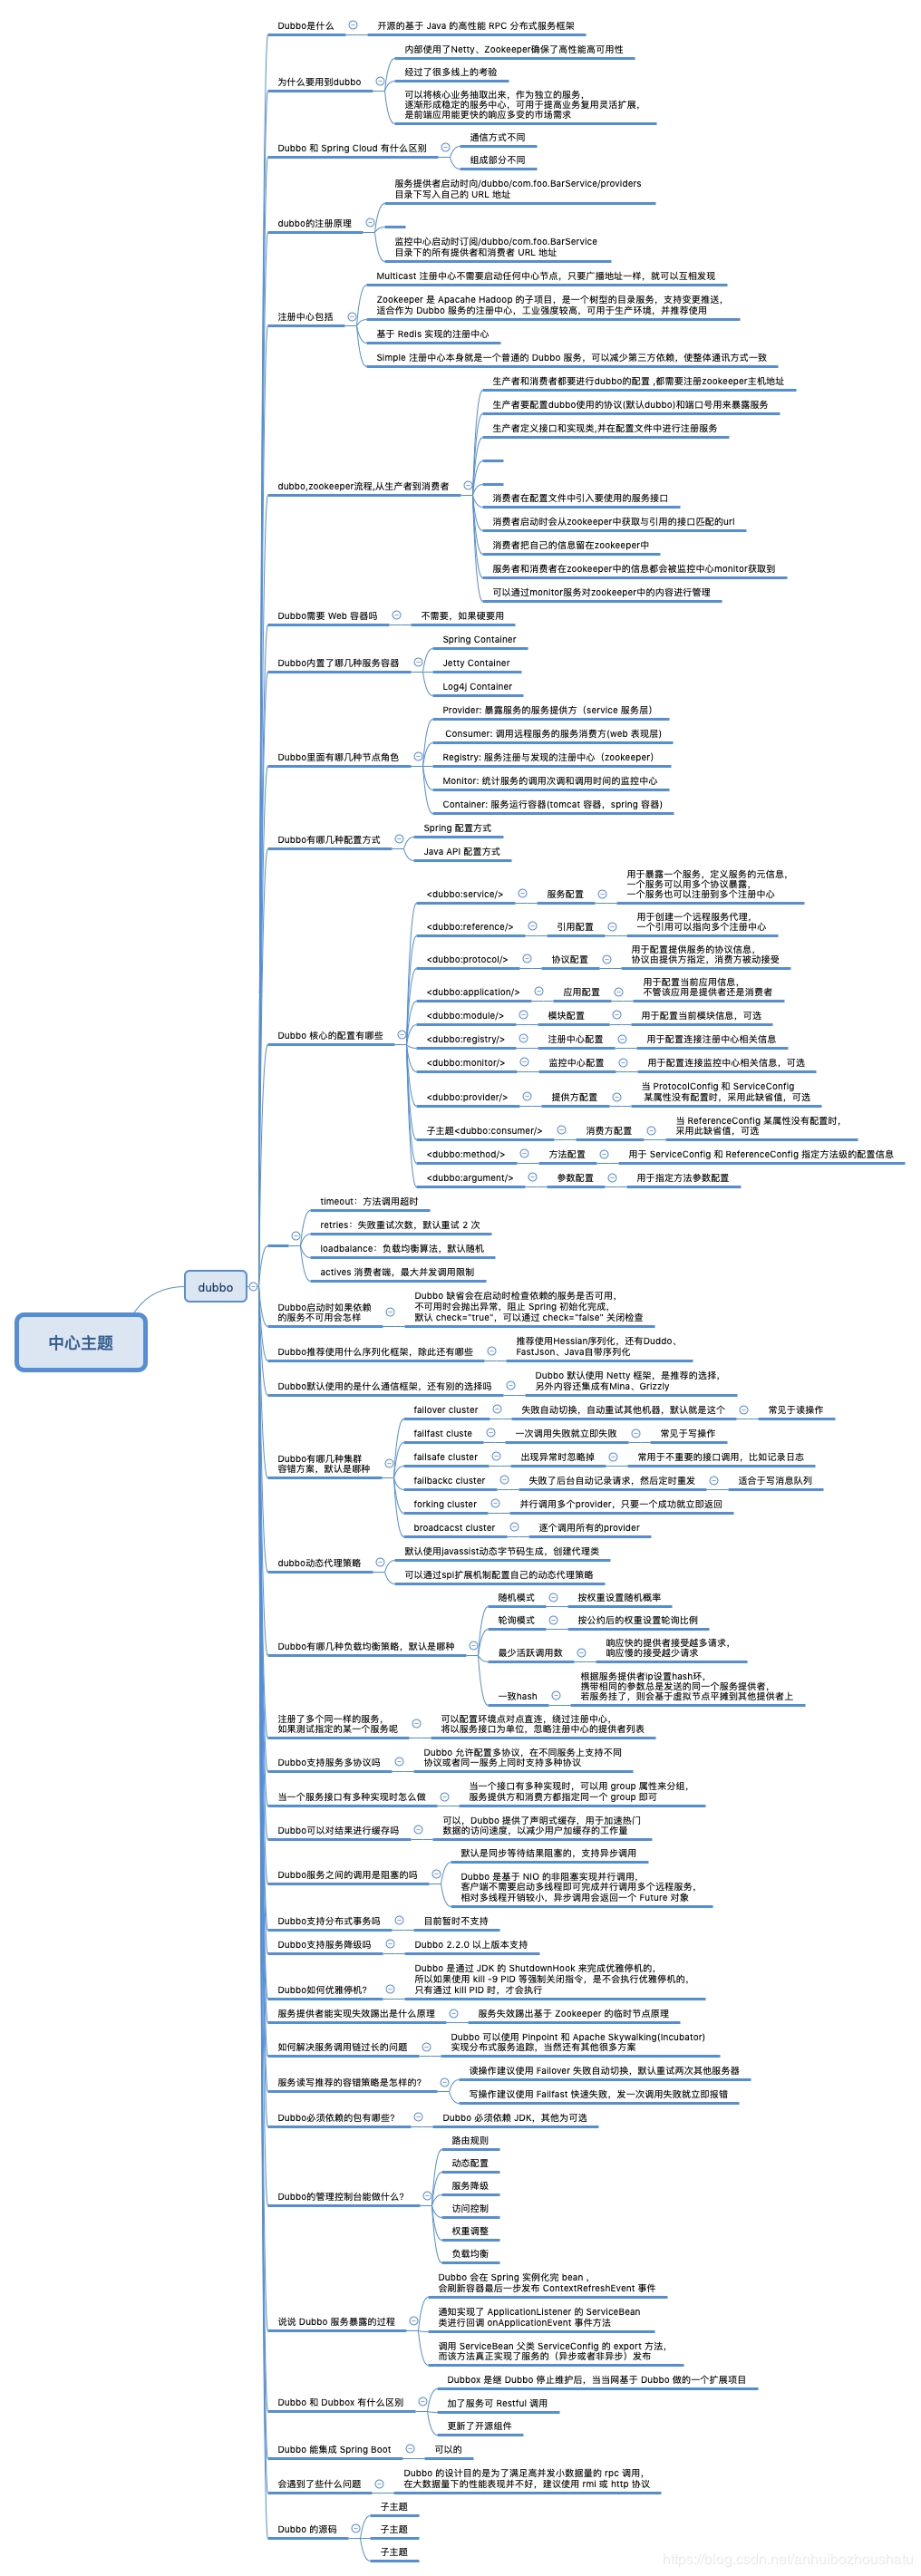 中心主题
dubbo
Dubbo是什么
开源的基于 Java 的高性能 RPC 分布式服务框架
为什么要用到dubbo
内部使用了Netty、Zookeeper确保了高性能高可用性
经过了很多线上的考验
可以将核心业务抽取出来，作为独立的服务，
逐渐形成稳定的服务中心，可用于提高业务复用灵活扩展，
是前端应用能更快的响应多变的市场需求
Dubbo 和 Spring Cloud 有什么区别
通信方式不同
组成部分不同
dubbo的注册原理
服务提供者启动时向/dubbo/com.foo.BarService/providers
目录下写入自己的 URL 地址
监控中心启动时订阅/dubbo/com.foo.BarService
目录下的所有提供者和消费者 URL 地址
注册中心包括
Multicast 注册中心不需要启动任何中心节点，只要广播地址一样，就可以互相发现
Zookeeper 是 Apacahe Hadoop 的子项目，是一个树型的目录服务，支持变更推送，
适合作为 Dubbo 服务的注册中心，工业强度较高，可用于生产环境，并推荐使用
基于 Redis 实现的注册中心
Simple 注册中心本身就是一个普通的 Dubbo 服务，可以减少第三方依赖，使整体通讯方式一致
dubbo,zookeeper流程,从生产者到消费者
生产者和消费者都要进行dubbo的配置 ,都需要注册zookeeper主机地址
生产者要配置dubbo使用的协议(默认dubbo)和端口号用来暴露服务
生产者定义接口和实现类,并在配置文件中进行注册服务
消费者在配置文件中引入要使用的服务接口
消费者启动时会从zookeeper中获取与引用的接口匹配的url
消费者把自己的信息留在zookeeper中
服务者和消费者在zookeeper中的信息都会被监控中心monitor获取到
可以通过monitor服务对zookeeper中的内容进行管理
Dubbo需要 Web 容器吗
不需要，如果硬要用
Dubbo内置了哪几种服务容器
Spring Container
Jetty Container
Log4j Container
Dubbo里面有哪几种节点角色
Provider: 暴露服务的服务提供方（service 服务层）
Consumer: 调用远程服务的服务消费方(web 表现层)
Registry: 服务注册与发现的注册中心（zookeeper）
Monitor: 统计服务的调用次调和调用时间的监控中心
Container: 服务运行容器(tomcat 容器，spring 容器)
Dubbo有哪几种配置方式
Spring 配置方式
Java API 配置方式
Dubbo 核心的配置有哪些
<dubbo:service/>
服务配置
用于暴露一个服务，定义服务的元信息，
一个服务可以用多个协议暴露，
一个服务也可以注册到多个注册中心
<dubbo:reference/>
引用配置
用于创建一个远程服务代理，
一个引用可以指向多个注册中心
<dubbo:protocol/>
协议配置
用于配置提供服务的协议信息，
协议由提供方指定，消费方被动接受
<dubbo:application/>
应用配置
用于配置当前应用信息，
不管该应用是提供者还是消费者
<dubbo:module/>
模块配置
用于配置当前模块信息，可选
<dubbo:registry/>
注册中心配置
用于配置连接注册中心相关信息
<dubbo:monitor/>
监控中心配置
用于配置连接监控中心相关信息，可选
<dubbo:provider/>
提供方配置
当 ProtocolConfig 和 ServiceConfig
某属性没有配置时，采用此缺省值，可选
子主题<dubbo:consumer/>
消费方配置
当 ReferenceConfig 某属性没有配置时，
采用此缺省值，可选
<dubbo:method/>
方法配置
用于 ServiceConfig 和 ReferenceConfig 指定方法级的配置信息
<dubbo:argument/>
参数配置
用于指定方法参数配置
timeout：方法调用超时
retries：失败重试次数，默认重试 2 次
loadbalance：负载均衡算法，默认随机
actives 消费者端，最大并发调用限制
Dubbo启动时如果依赖
的服务不可用会怎样
Dubbo 缺省会在启动时检查依赖的服务是否可用，
不可用时会抛出异常，阻止 Spring 初始化完成，
默认 check="true"，可以通过 check="false" 关闭检查
Dubbo推荐使用什么序列化框架，除此还有哪些
推荐使用Hessian序列化，还有Duddo、
FastJson、Java自带序列化
Dubbo默认使用的是什么通信框架，还有别的选择吗
Dubbo 默认使用 Netty 框架，是推荐的选择，
另外内容还集成有Mina、Grizzly
Dubbo有哪几种集群
容错方案，默认是哪种
failover cluster
失败自动切换，自动重试其他机器，默认就是这个
常见于读操作
failfast cluste
一次调用失败就立即失败
常见于写操作
failsafe cluster
出现异常时忽略掉
常用于不重要的接口调用，比如记录日志
failbackc cluster
失败了后台自动记录请求，然后定时重发
适合于写消息队列
forking cluster
并行调用多个provider，只要一个成功就立即返回
broadcacst cluster
逐个调用所有的provider
dubbo动态代理策略
默认使用javassist动态字节码生成，创建代理类
可以通过spi扩展机制配置自己的动态代理策略
Dubbo有哪几种负载均衡策略，默认是哪种
随机模式
按权重设置随机概率
轮询模式
按公约后的权重设置轮询比例
最少活跃调用数
响应快的提供者接受越多请求，
响应慢的接受越少请求
一致hash
根据服务提供者ip设置hash环，
携带相同的参数总是发送的同一个服务提供者，
若服务挂了，则会基于虚拟节点平摊到其他提供者上
注册了多个同一样的服务，
如果测试指定的某一个服务呢
可以配置环境点对点直连，绕过注册中心，
将以服务接口为单位，忽略注册中心的提供者列表
Dubbo支持服务多协议吗
Dubbo 允许配置多协议，在不同服务上支持不同
协议或者同一服务上同时支持多种协议
当一个服务接口有多种实现时怎么做
当一个接口有多种实现时，可以用 group 属性来分组，
服务提供方和消费方都指定同一个 group 即可
Dubbo可以对结果进行缓存吗
可以，Dubbo 提供了声明式缓存，用于加速热门
数据的访问速度，以减少用户加缓存的工作量
Dubbo服务之间的调用是阻塞的吗
默认是同步等待结果阻塞的，支持异步调用
Dubbo 是基于 NIO 的非阻塞实现并行调用，
客户端不需要启动多线程即可完成并行调用多个远程服务，
相对多线程开销较小，异步调用会返回一个 Future 对象
Dubbo支持分布式事务吗
目前暂时不支持
Dubbo支持服务降级吗
Dubbo 2.2.0 以上版本支持
Dubbo如何优雅停机?
Dubbo 是通过 JDK 的 ShutdownHook 来完成优雅停机的，
所以如果使用 kill -9 PID 等强制关闭指令，是不会执行优雅停机的，
只有通过 kill PID 时，才会执行
服务提供者能实现失效踢出是什么原理
服务失效踢出基于 Zookeeper 的临时节点原理
如何解决服务调用链过长的问题
Dubbo 可以使用 Pinpoint 和 Apache Skywalking(Incubator)
实现分布式服务追踪，当然还有其他很多方案
服务读写推荐的容错策略是怎样的?
读操作建议使用 Failover 失败自动切换，默认重试两次其他服务器
写操作建议使用 Failfast 快速失败，发一次调用失败就立即报错
Dubbo必须依赖的包有哪些?
Dubbo 必须依赖 JDK，其他为可选
Dubbo的管理控制台能做什么?
路由规则
动态配置
服务降级
访问控制
权重调整
负载均衡
说说 Dubbo 服务暴露的过程
Dubbo 会在 Spring 实例化完 bean ，
会刷新容器最后一步发布 ContextRefreshEvent 事件
通知实现了 ApplicationListener 的 ServiceBean
类进行回调 onApplicationEvent 事件方法
调用 ServiceBean 父类 ServiceConfig 的 export 方法，
而该方法真正实现了服务的（异步或者非异步）发布
Dubbo 和 Dubbox 有什么区别
Dubbox 是继 Dubbo 停止维护后，当当网基于 Dubbo 做的一个扩展项目
加了服务可 Restful 调用
更新了开源组件
Dubbo 能集成 Spring Boot
可以的
会遇到了些什么问题
Dubbo 的设计目的是为了满足高并发小数据量的 rpc 调用，
在大数据量下的性能表现并不好，建议使用 rmi 或 http 协议
Dubbo 的源码
子主题
子主题
子主题
https://blog.csdn.net/anhuibozhoushatu